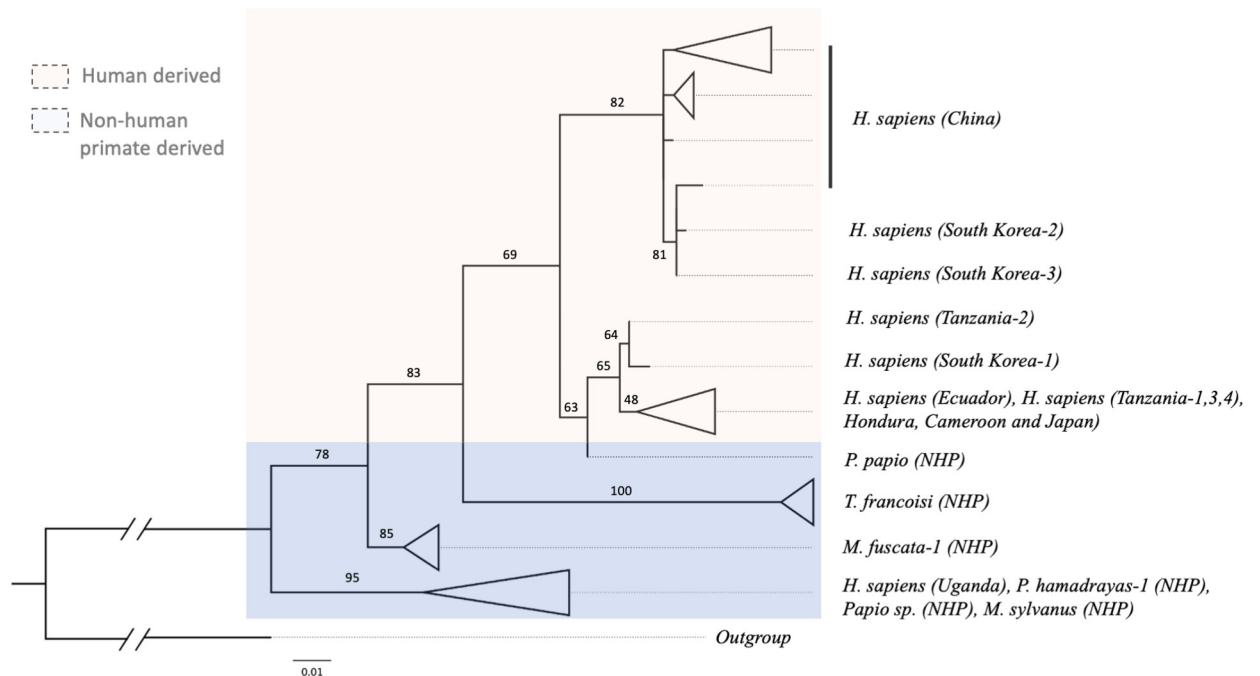 Human derived
Non-human
primate derived
82
H. sapiens (China)
H. sapiens (South Korea-2)
81
H. sapiens (South Korea-3)
69
H. sapiens (Tanzania-2)
64
H. sapiens (South Korea-1)
65
83
48
63
H. sapiens (Ecuador), H. sapiens (Tanzania-1,3,4),
Hondura, Cameroon and Japan)
78
P. papio (NHP)
100
T. francoisi (NHP)
85
M. fuscata-1 (NHP)
95
H. sapiens (Uganda), P. hamadrayas-1 (NHP),
Papio sp. (NHP), M. sylvanus (NHP)
Outgroup
0.01